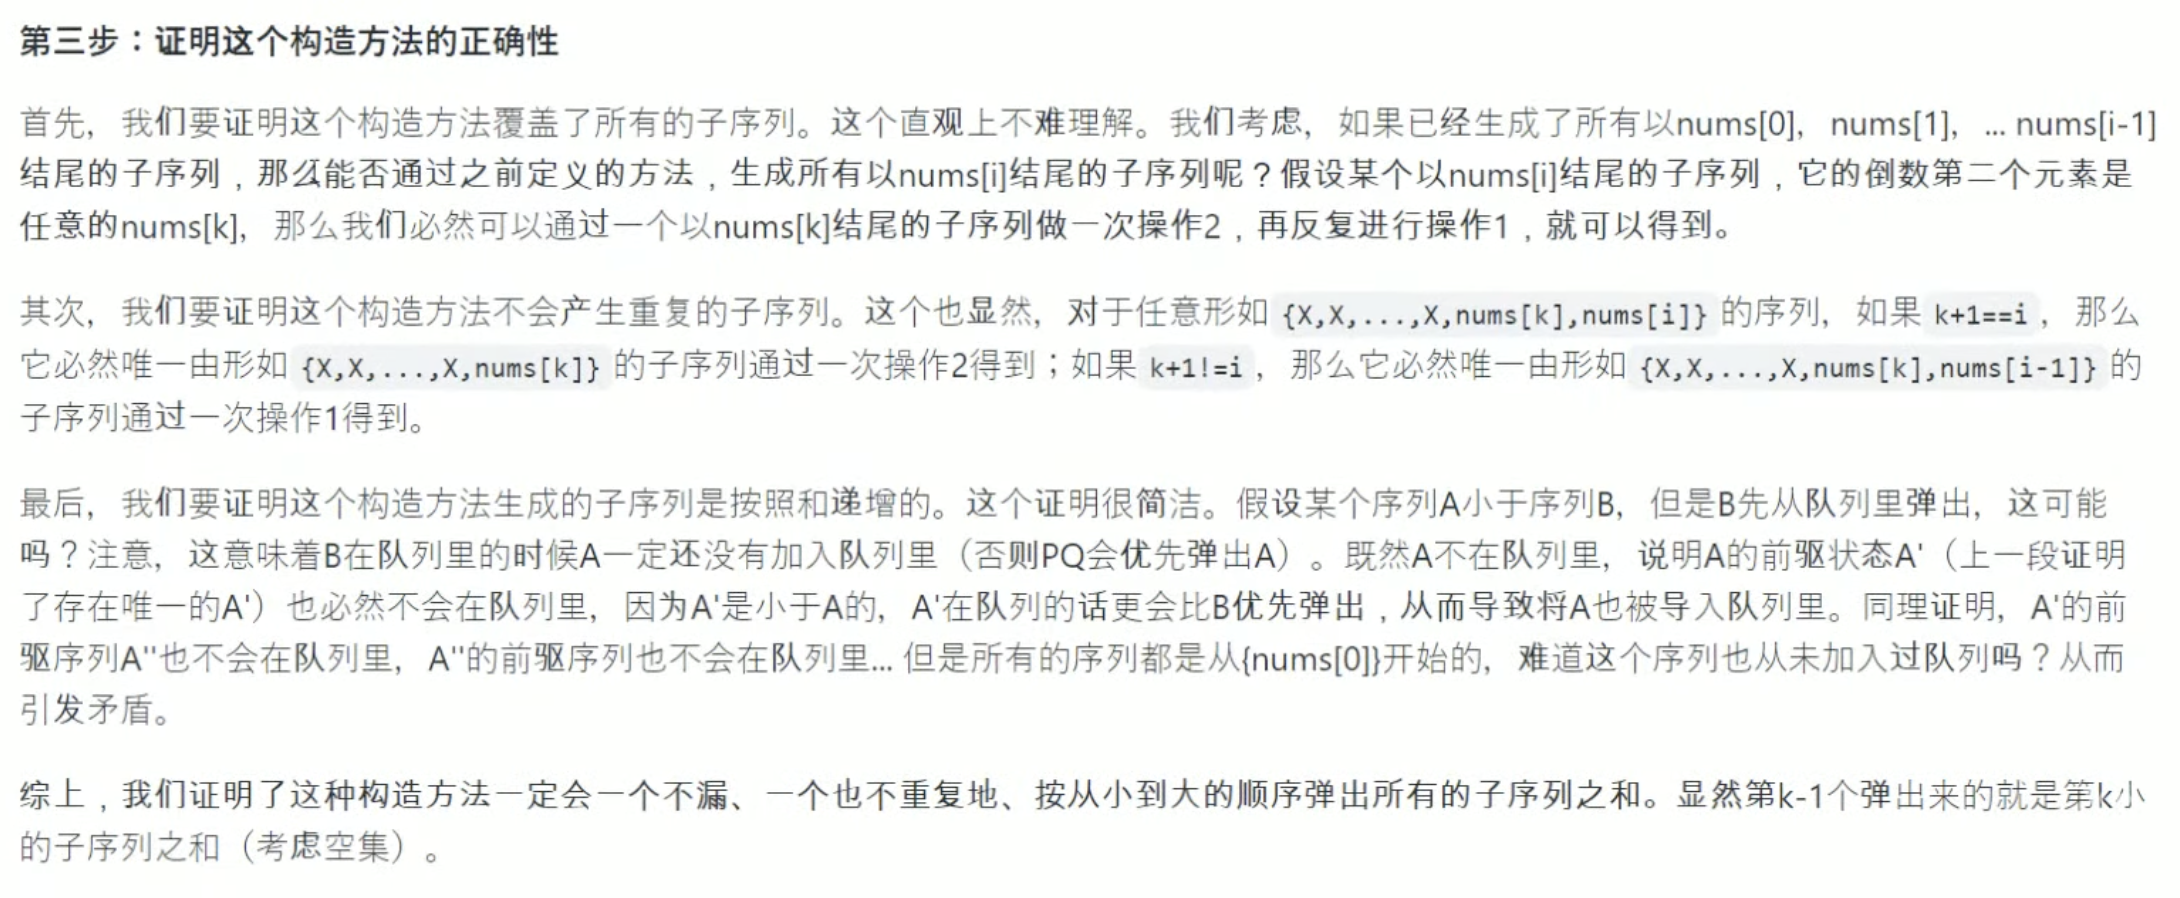 第三步：证明这个构造方法的正确性
首先，我们要证明这个构造方法覆盖了所有的子序列。这个直观上不难理解。我们考虑，如果已经生成了所有以nums[0]，nums[1]，... nums[i-1]
结尾的子序列，那么能否通过之前定义的方法，生成所有以nums[i]结尾的子序列呢？假设某个以nums[i]结尾的子序列，它的倒数第二个元素是
任意的nums[k]，那么我们必然可以通过一个以nums[k]结尾的子序列做一次操作2，再反复进行操作1，就可以得到。
其次，我们要证明这个构造方法不会产生重复的子序列。这个也显然，对于任意形如 {X,X,...,X,nums[k],nums[i]} 的序列，如果 k+1==i ，那么
它必然唯一由形如 {X,X,...,X,nums[k]} 的子序列通过一次操作2得到；如果 k+1!=i ，那么它必然唯一由形如 {X,X,...,X,nums[k],nums[i-1]} 的
子序列通过一次操作1得到。
最后，我们要证明这个构造方法生成的子序列是按照和递增的。这个证明很简洁。假设某个序列A小于序列B，但是B先从队列里弹出，这可能
吗？注意，这意味着B在队列里的时候A一定还没有加入队列里（否则PQ会优先弹出A）。既然A不在队列里，说明A的前驱状态A'（上一段证明
了存在唯一的A'）也必然不会在队列里，因为A'是小于A的，A'在队列的话更会比B优先弹出，从而导致将A也被导入队列里。同理证明，A'的前
驱序列A''也不会在队列里，A''的前驱序列也不会在队列里... 但是所有的序列都是从{nums[0]}开始的，难道这个序列也从未加入过队列吗？从而
引发矛盾。
综上，我们证明了这种构造方法一定会一个不漏、一个也不重复地、按从小到大的顺序弹出所有的子序列之和。显然第k-1个弹出来的就是第k小
的子序列之和（考虑空集）。